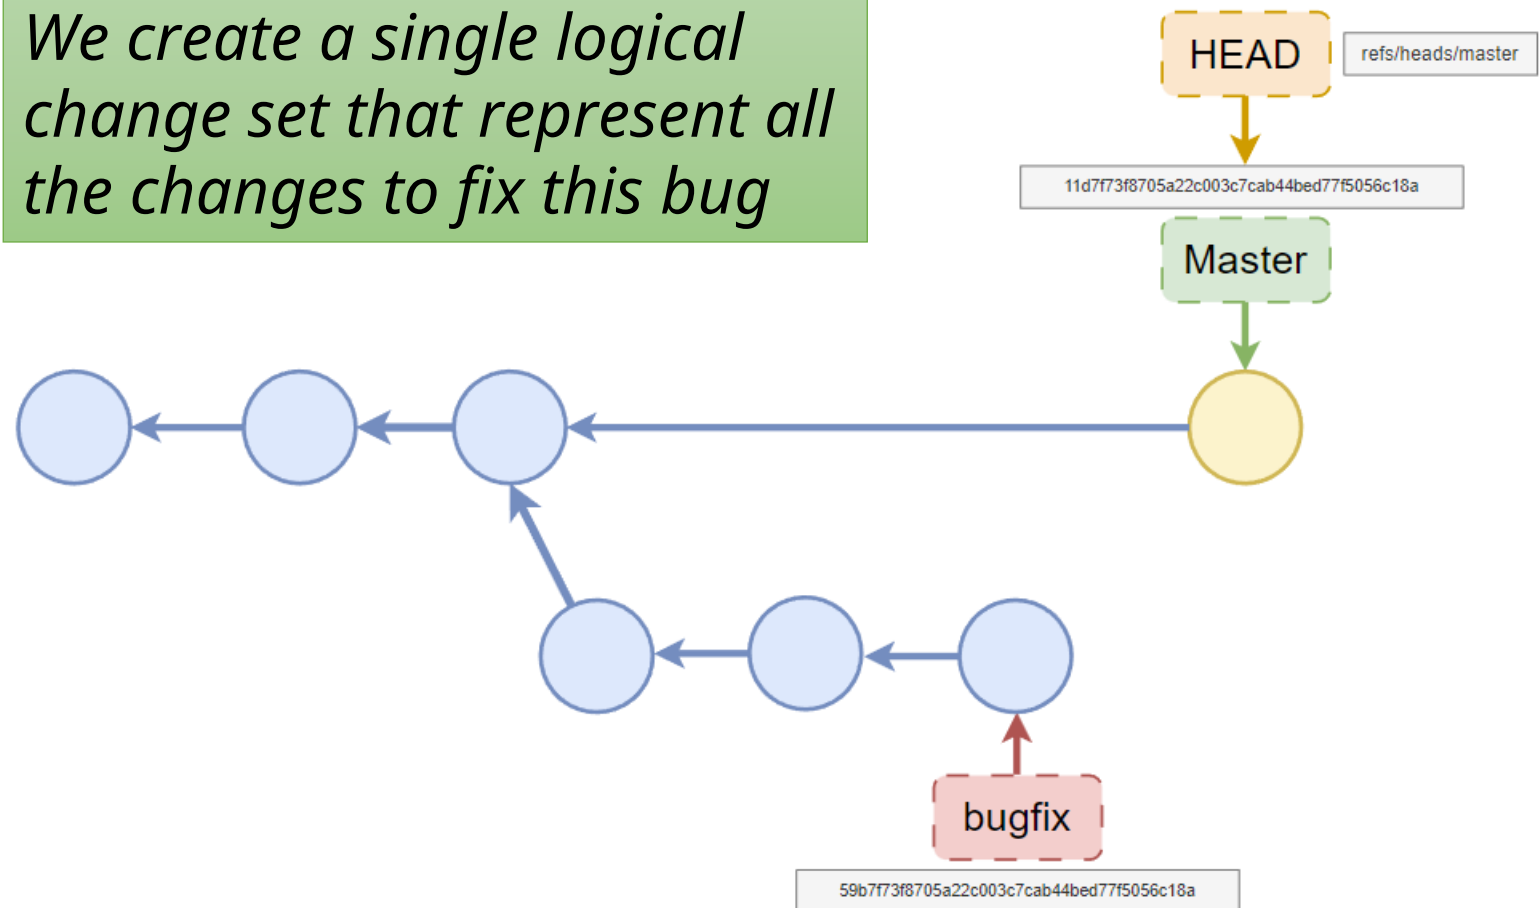 We create a single logical
change set that represent all
the changes to fix this bug
HEAD
refs/heads/master
11d7f73f8705a22c003c7cab44bed77f5056c18a
Master
bugfix
59b7f73f8705a22c003c7cab44bed77f5056c18a